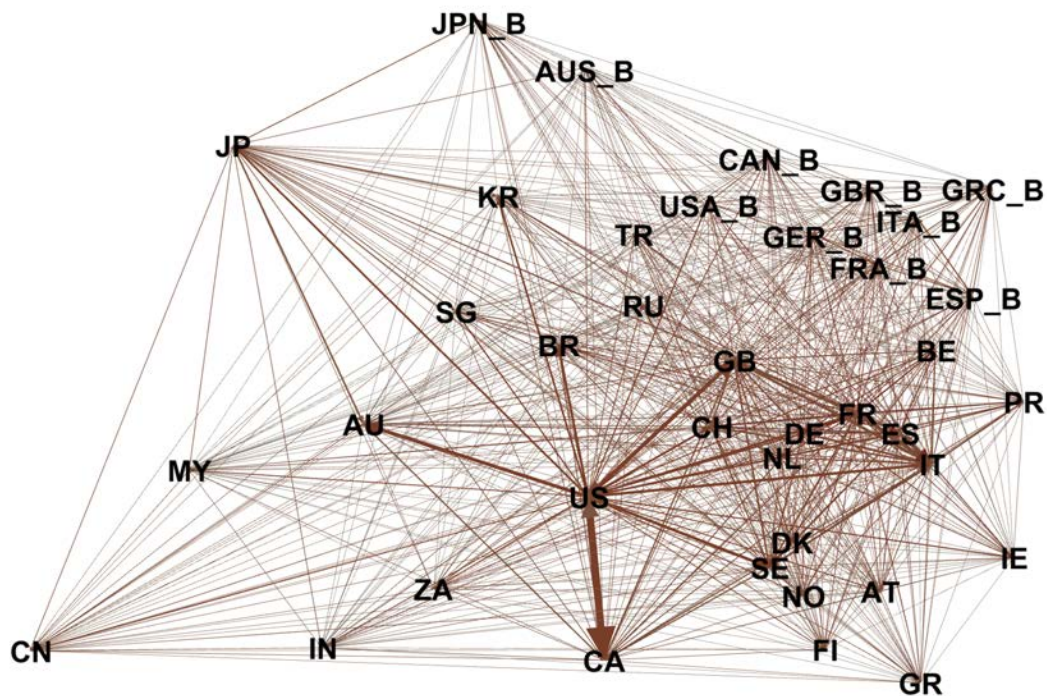 JPN_B
AUS_B
JP
CAN_B
KR
GBR_B
GRC_B
USA_B
ITA_B
TR
GER_B
FRA_B
ESP_B
SG
RU
BR
BE
GB
PR
AU
CH
FR
DE
ES
MY
NL
IT
US
DK
IE
SE
ZA
NO
AT
CN
IN
CA
FI
GR